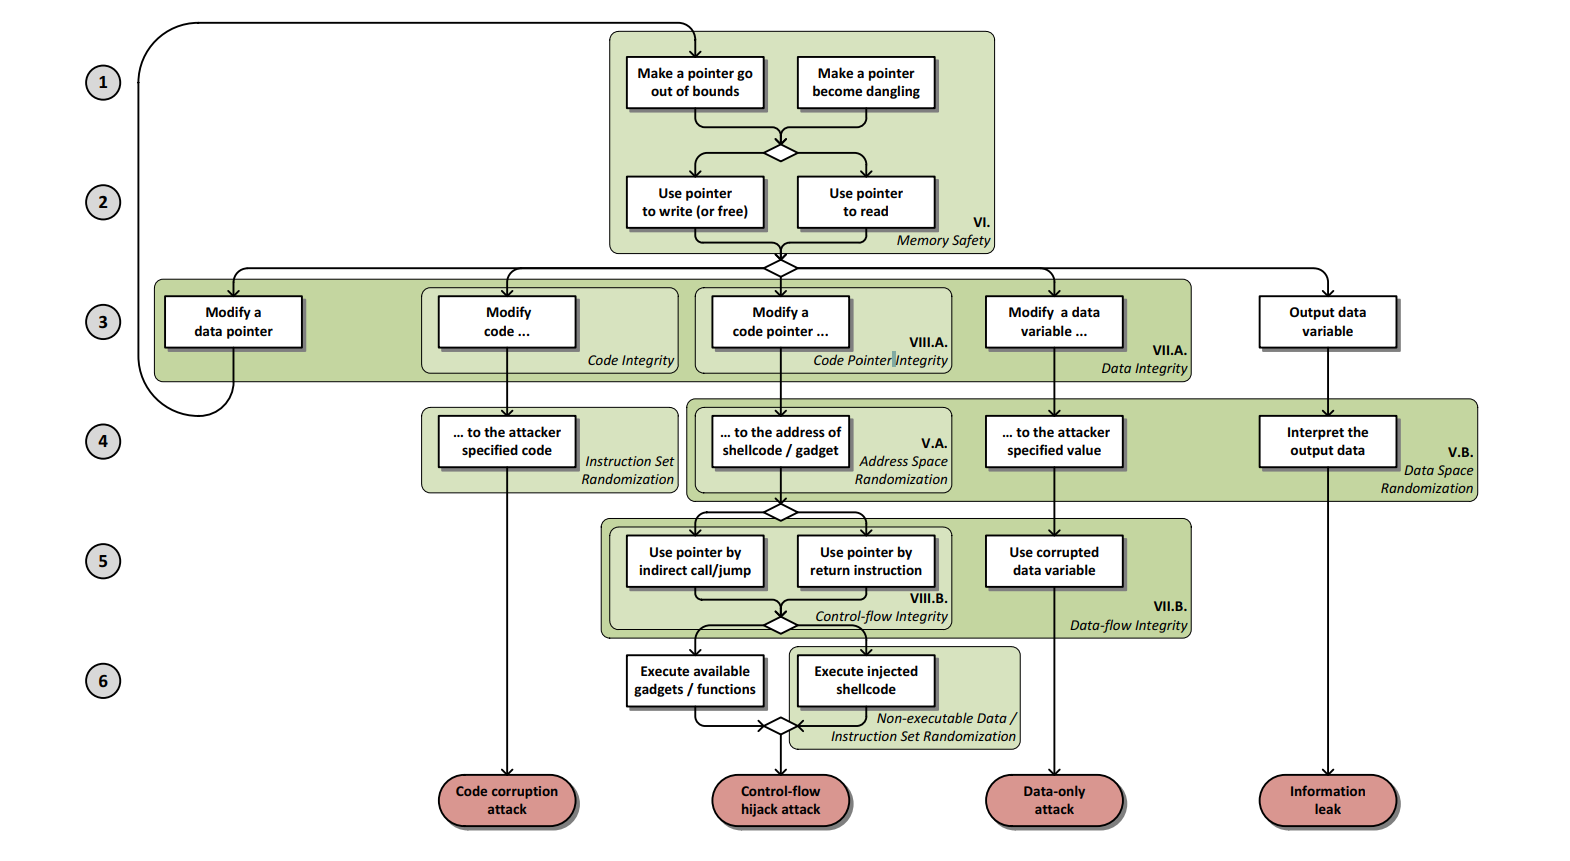 1
Make a pointer go
out of bounds
Make a pointer
become dangling
2
Use pointer
to write (or free)
Use pointer
to read
VI.
Memory Safety
3
Modify a
data pointer
Modify
code ...
Code Integrity
Modify a
code pointer ...
VIII.A.
Code Pointer Integrity
Modify a data
variable ...
VII.A.
Data Integrity
Output data
variable
4
... to the attacker
specified code
Instruction Set
Randomization
... to the address of
shellcode / gadget
V.A.
Address Space
Randomization
... to the attacker
specified value
Interpret the
output data
V.B.
Data Space
Randomization
5
Use pointer by
indirect call/jump
Use pointer by
return instruction
VIII.B.
Control-flow Integrity
Use corrupted
data variable
VII.B.
Data-flow Integrity
6
Execute available
gadgets / functions
Execute injected
shellcode
Non-executable Data /
Instruction Set Randomization
Code corruption
attack
Control-flow
hijack attack
Data-only
attack
Information
leak